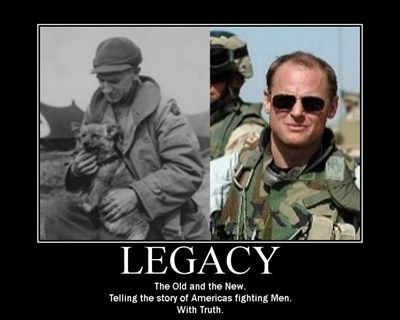 LEGACY
The Old and the New.
Telling the story of Americas fighting Men.
With Truth.